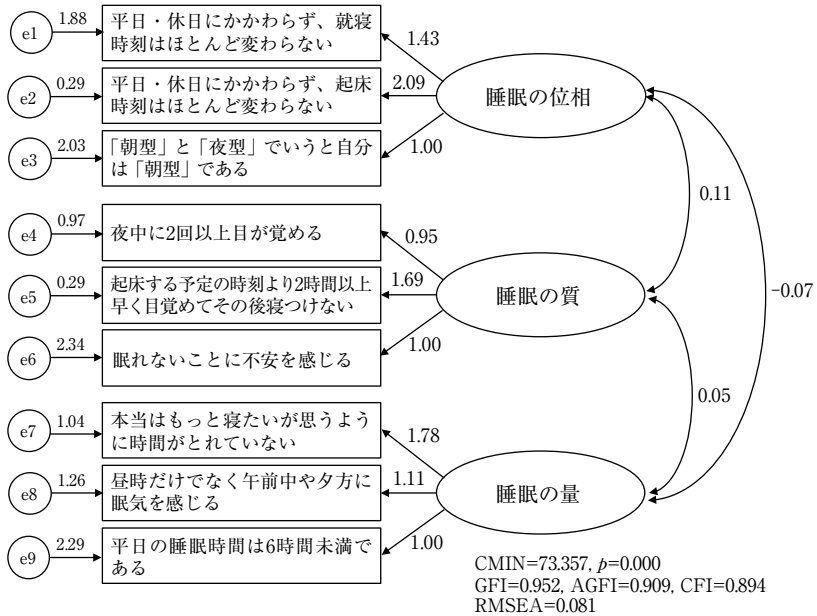 e1
1.88
平日・休日にかかわらず、就寝
時刻はほとんど変わらない
1.43
e2
0.29
平日・休日にかかわらず、起床
時刻はほとんど変わらない
2.09
睡眠の位相
e3
2.03
「朝型」と「夜型」でいうと自分
は「朝型」である
1.00
0.11
e4
0.97
夜中に2回以上目が覚める
0.95
e5
0.29
起床する予定の時刻より2時間以上
早く目覚めてその後寝つけない
1.69
睡眠の質
-0.07
e6
2.34
眠れないことに不安を感じる
1.00
0.05
e7
1.04
本当はもっと寝たいが思うよう
に時間がとれていない
1.78
e8
1.26
昼時だけでなく午前中や夕方に
眠気を感じる
1.11
睡眠の量
e9
2.29
平日の睡眠時間は6時間未満で
ある
1.00
CMIN=73.357, p=0.000
GFI=0.952, AGFI=0.909, CFI=0.894
RMSEA=0.081